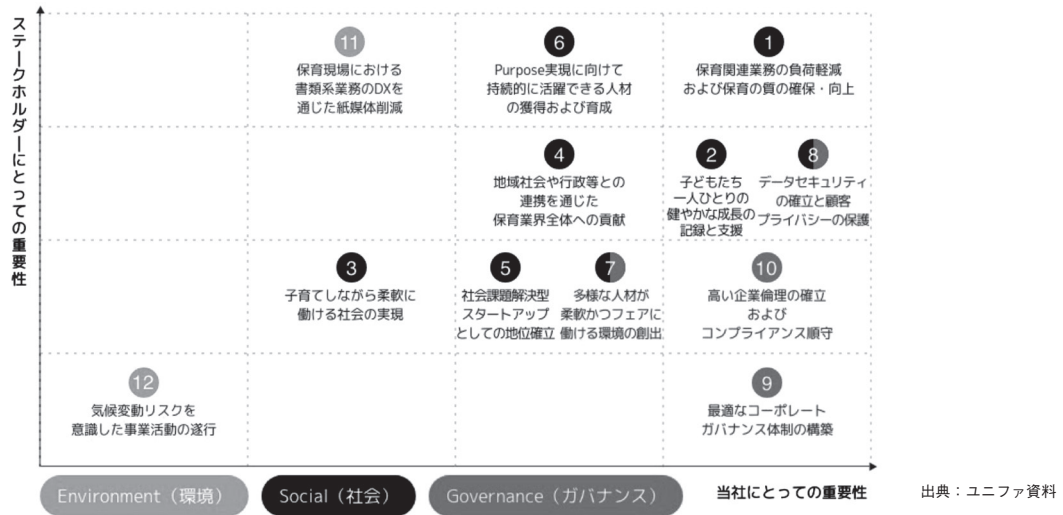 ステークホルダーにとっての重要性
11
保育現場における
書類系業務のDXを
通じた紙媒体削減
6
Purpose実現に向けて
持続的に活躍できる人材
の獲得および育成
1
保育関連業務の負荷軽減
および保育の質の確保・向上
4
地域社会や行政等との
連携を通じた
保育業界全体への貢献
2
子どもたち
一人ひとりの
健やかな成長の
記録と支援
8
データセキュリティ
の確立と顧客
プライバシーの保護
3
子育てしながら柔軟に
働ける社会の実現
5
社会課題解決型
スタートアップ
としての地位確立
7
多様な人材が
柔軟かつフェアに
働ける環境の創出
10
高い企業倫理の確立
および
コンプライアンス順守
12
気候変動リスクを
意識した事業活動の遂行
9
最適なコーポレート
ガバナンス体制の構築
Environment（環境）
Social（社会）
Governance（ガバナンス）
当社にとっての重要性
出典：ユニファ資料